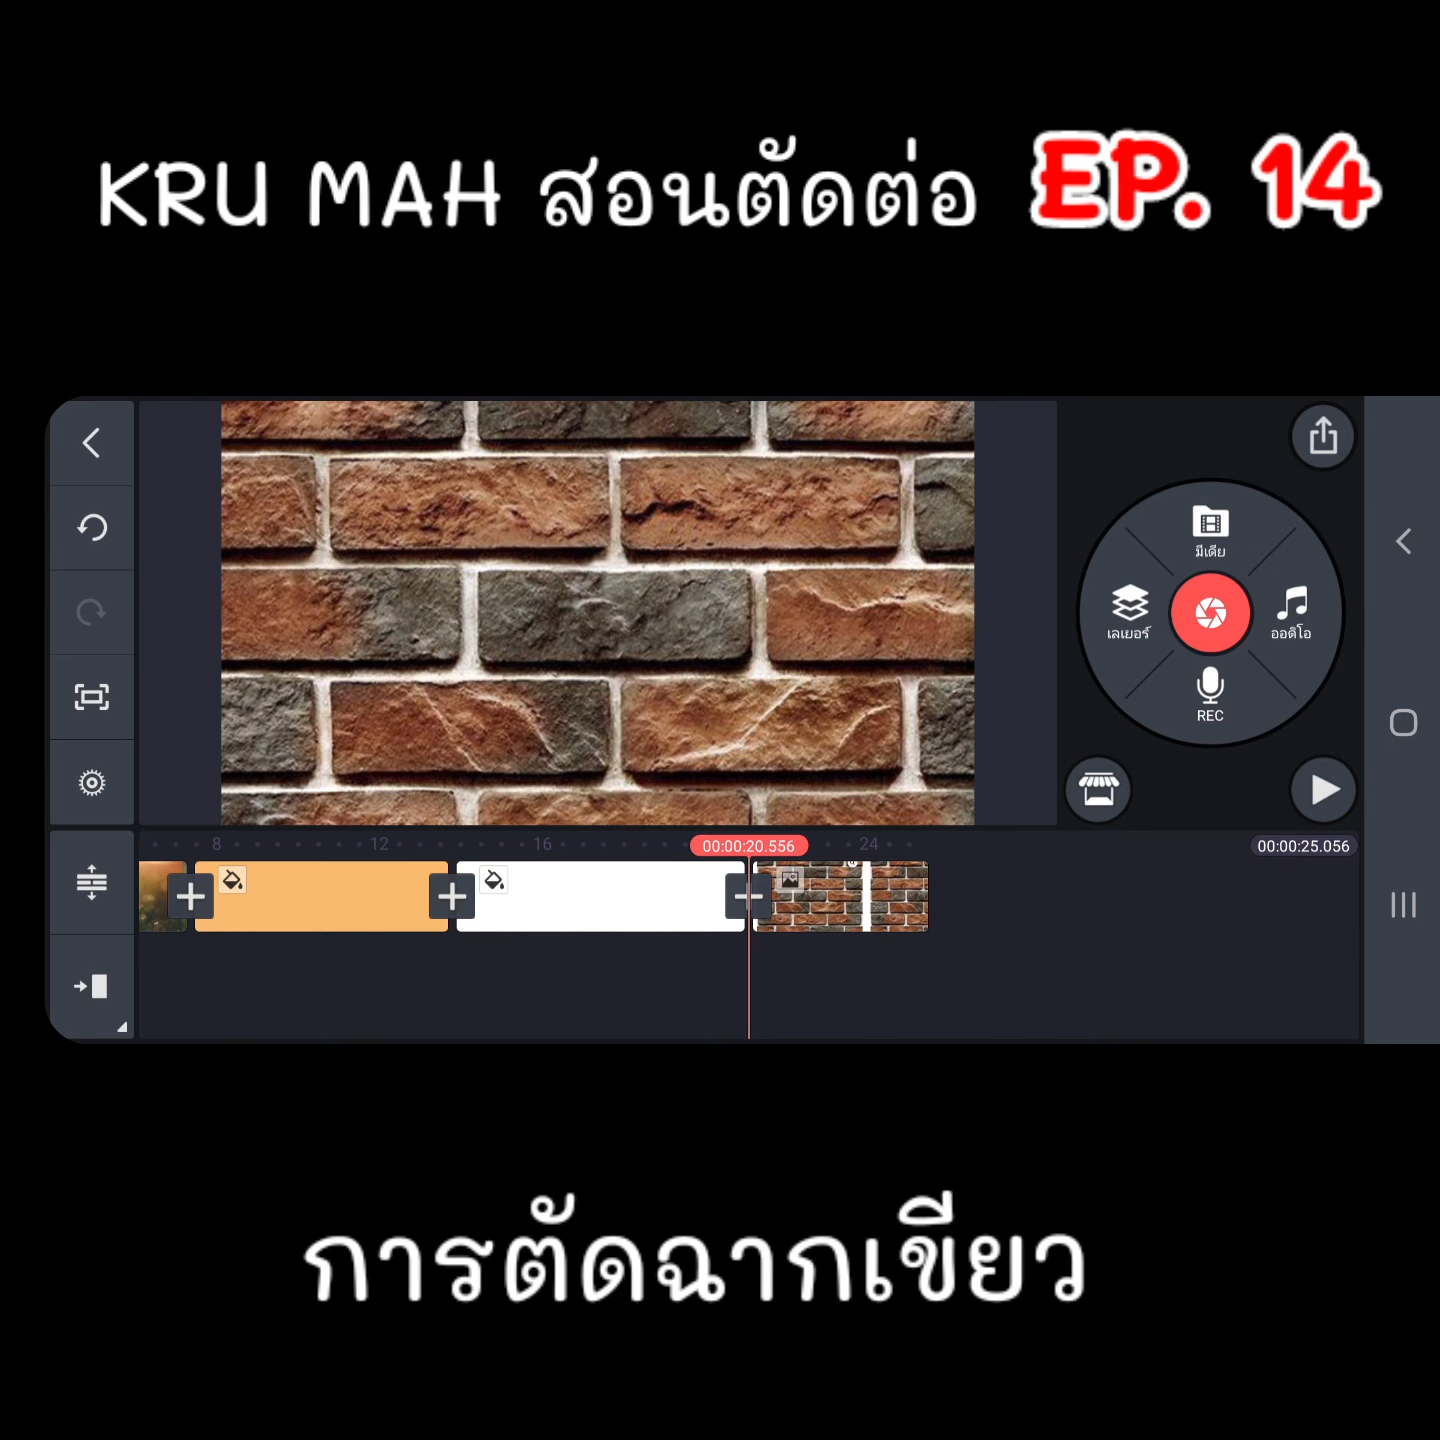 KRU MAH สอนตัดต่อ EP. 14
มีเดีย
เลเยอร์
ออดิโอ
REC
8 12 16 00:00:20.556 24 00:00:25.056
การตัดฉากเขียว